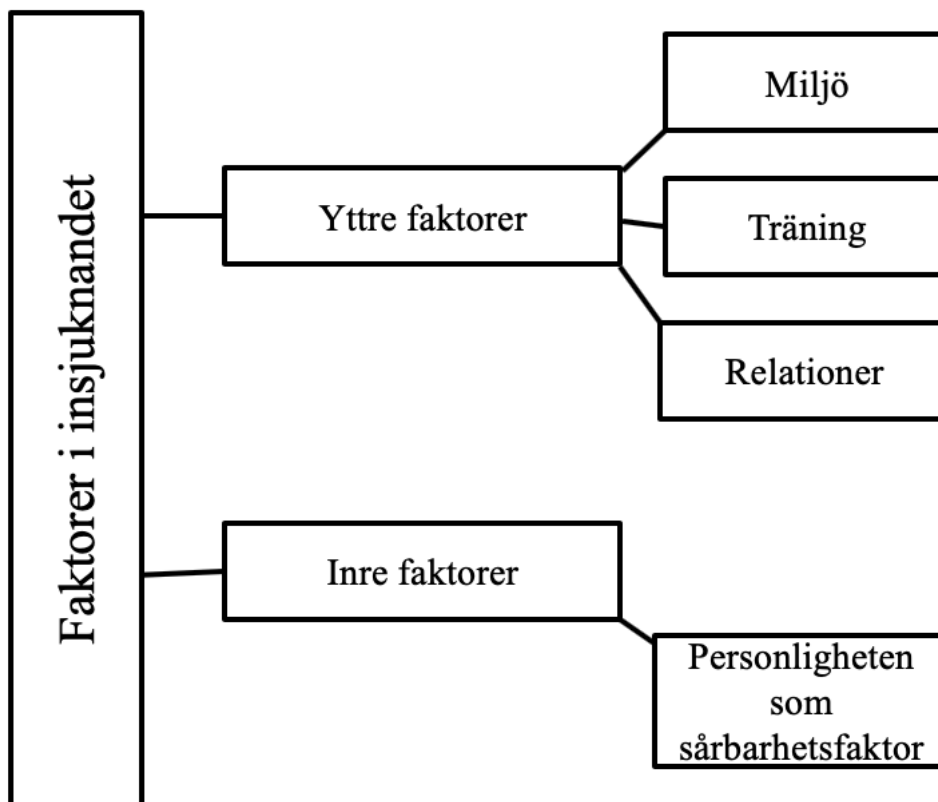 Faktorer i insjuknandet
Yttre faktorer
Miljö
Träning
Relationer
Inre faktorer
Personligheten
som
sårbarhetsfaktor